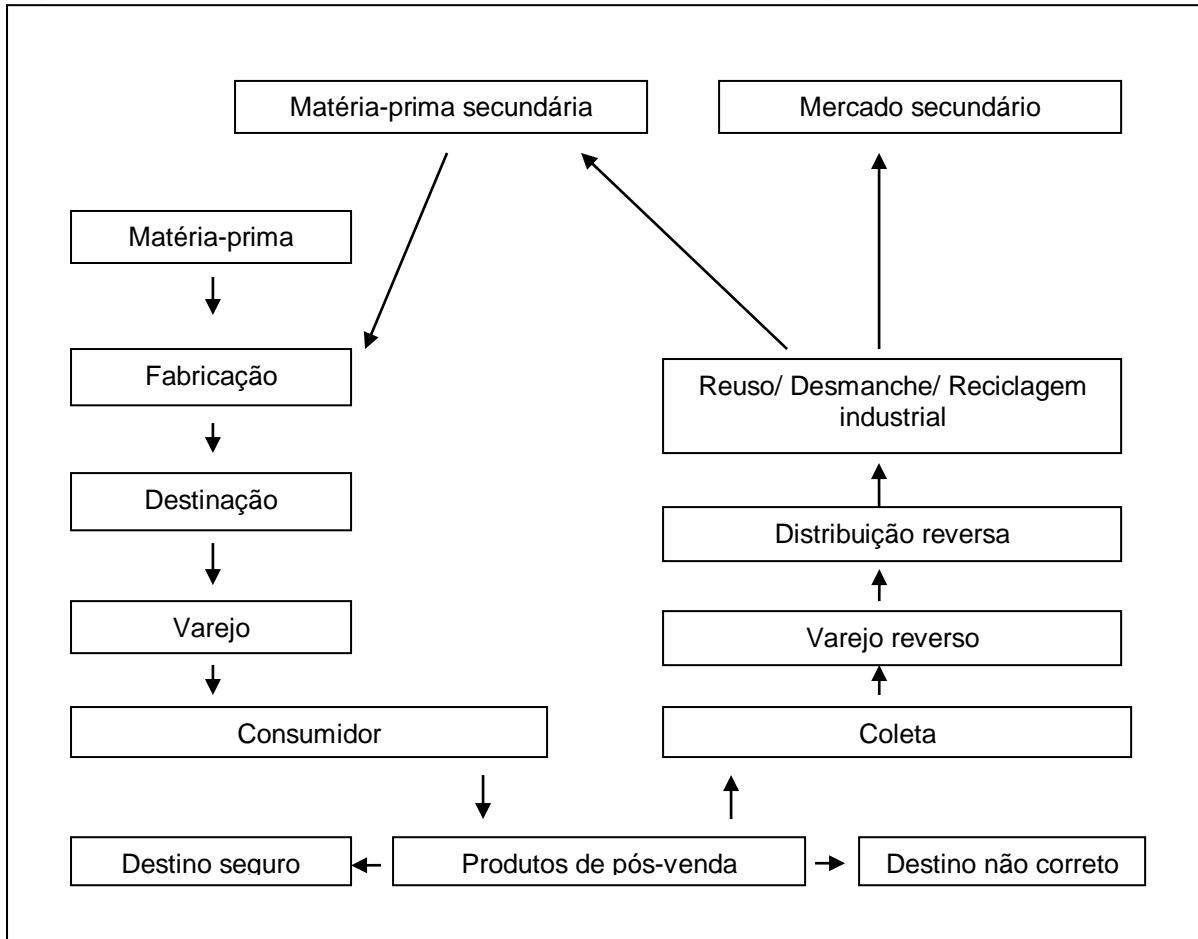 Matéria-prima secundária
Mercado secundário
Matéria-prima
Fabricação
Reuso/ Desmanche/ Reciclagem
industrial
Destinação
Distribuição reversa
Varejo
Varejo reverso
Consumidor
Coleta
Destino seguro
Produtos de pós-venda
Destino não correto